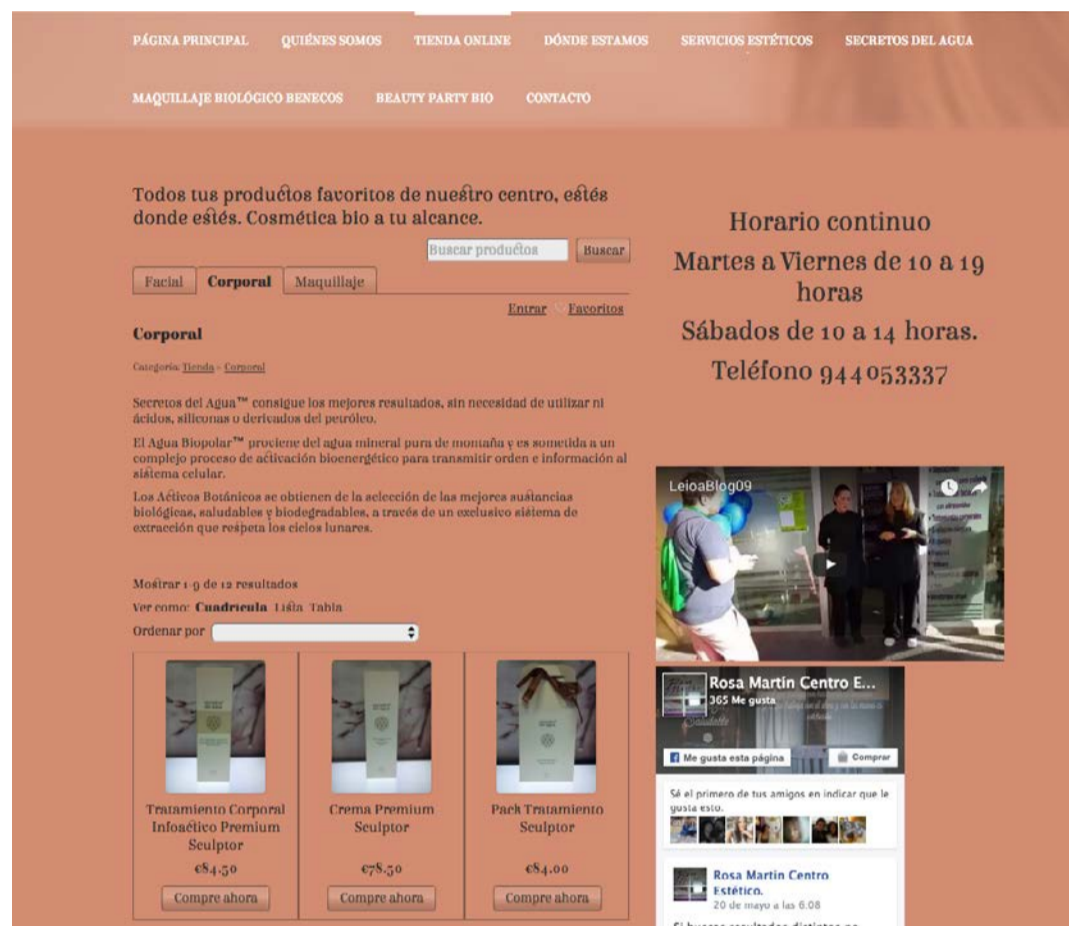 PÁGINA PRINCIPAL QUIÉNES SOMOS TIENDA ONLINE DÓNDE ESTAMOS SERVICIOS ESTÉTICOS SECRETOS DEL AGUA
MAQUILLAJE BIOLÓGICO BENECOS BEAUTY PARTY BIO CONTACTO
Todos tus productos favoritos de nuestro centro, estés
donde estés. Cosmética bio a tu alcance.
Buscar productos Buscar
Facial Corporal Maquillaje
Entrar Favoritos
Corporal
Categoría: Tienda » Corporal
Secretos del Agua™ consigue los mejores resultados, sin necesidad de utilizar ni
ácidos, siliconas o derivados del petróleo.
El Agua Biopolar™ proviene del agua mineral pura de montaña y es sometida a un
complejo proceso de activación bioenergético para transmitir orden e información al
sistema celular.
Los Activos Botánicos se obtienen de la selección de las mejores sustancias
biológicas, saludables y biodegradables, a través de un exclusivo sistema de
extracción que respeta los ciclos lunares.
Mostrar 1-9 de 12 resultados
Ver como: Cuadrícula Lista Tabla
Ordenar por
Tratamiento Corporal
Infoactivo Premium
Sculptor
€84.50
Compre ahora
Crema Premium
Sculptor
€78.50
Compre ahora
Pack Tratamiento
Sculptor
€84.00
Compre ahora
Horario continuo
Martes a Viernes de 10 a 19
horas
Sábados de 10 a 14 horas.
Teléfono 944053337
LeioaBlog09
Rosa Martin Centro E...
365 Me gusta
Me gusta esta página Comprar
Sé el primero de tus amigos en indicar que le
gusta esto.
Rosa Martin Centro
Estético.
20 de mayo a las 6:08
Si buscas resultados distintos no